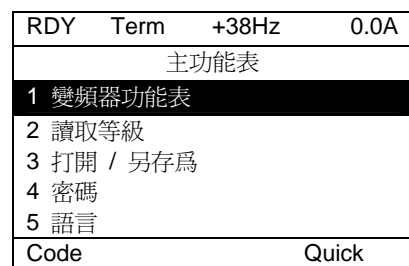 RDY Term +38Hz 0.0A
主功能表
1 變頻器功能表
2 讀取等級
3 打開 / 另存爲
4 密碼
5 語言
Code Quick